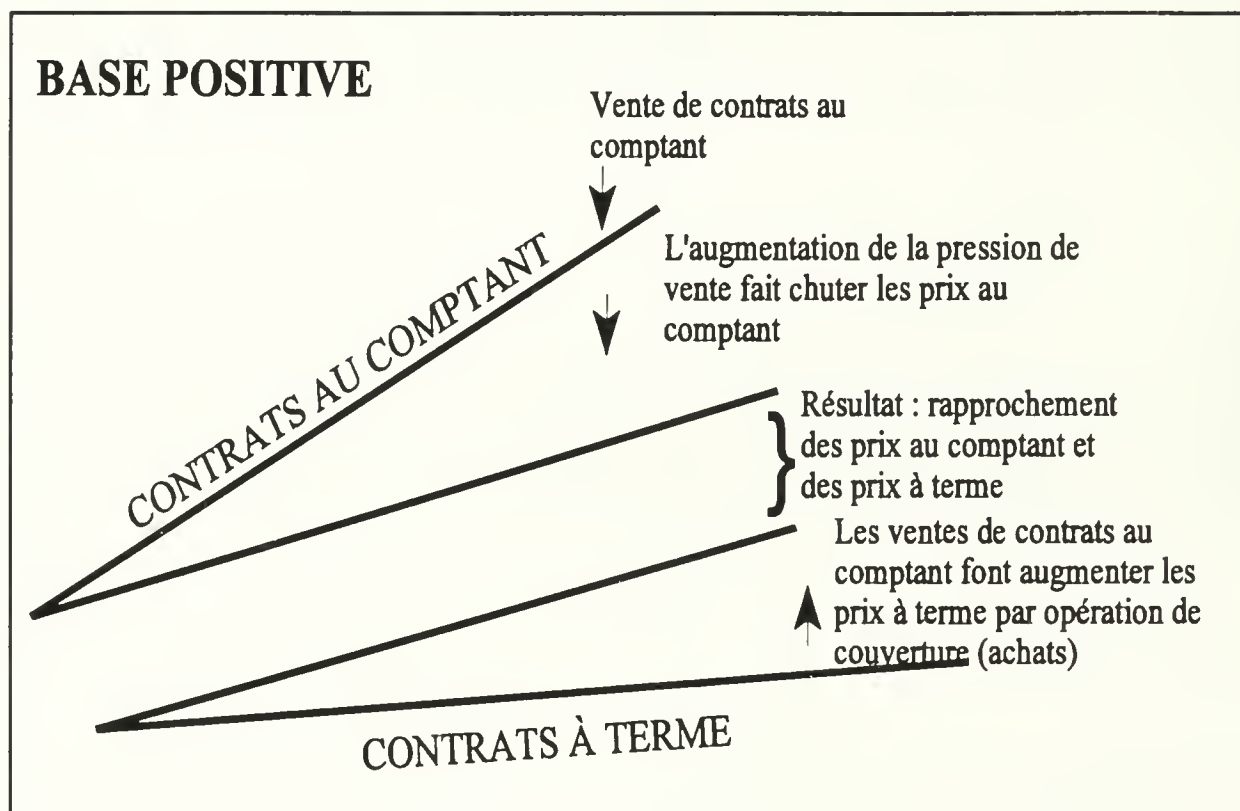 BASE POSITIVE
Vente de contrats au
comptant
CONTRATS AU COMPTANT
L'augmentation de la pression de
vente fait chuter les prix au
comptant
Résultat : rapprochement
des prix au comptant et
des prix à terme
Les ventes de contrats au
comptant font augmenter les
prix à terme par opération de
couverture (achats)
CONTRATS À TERME